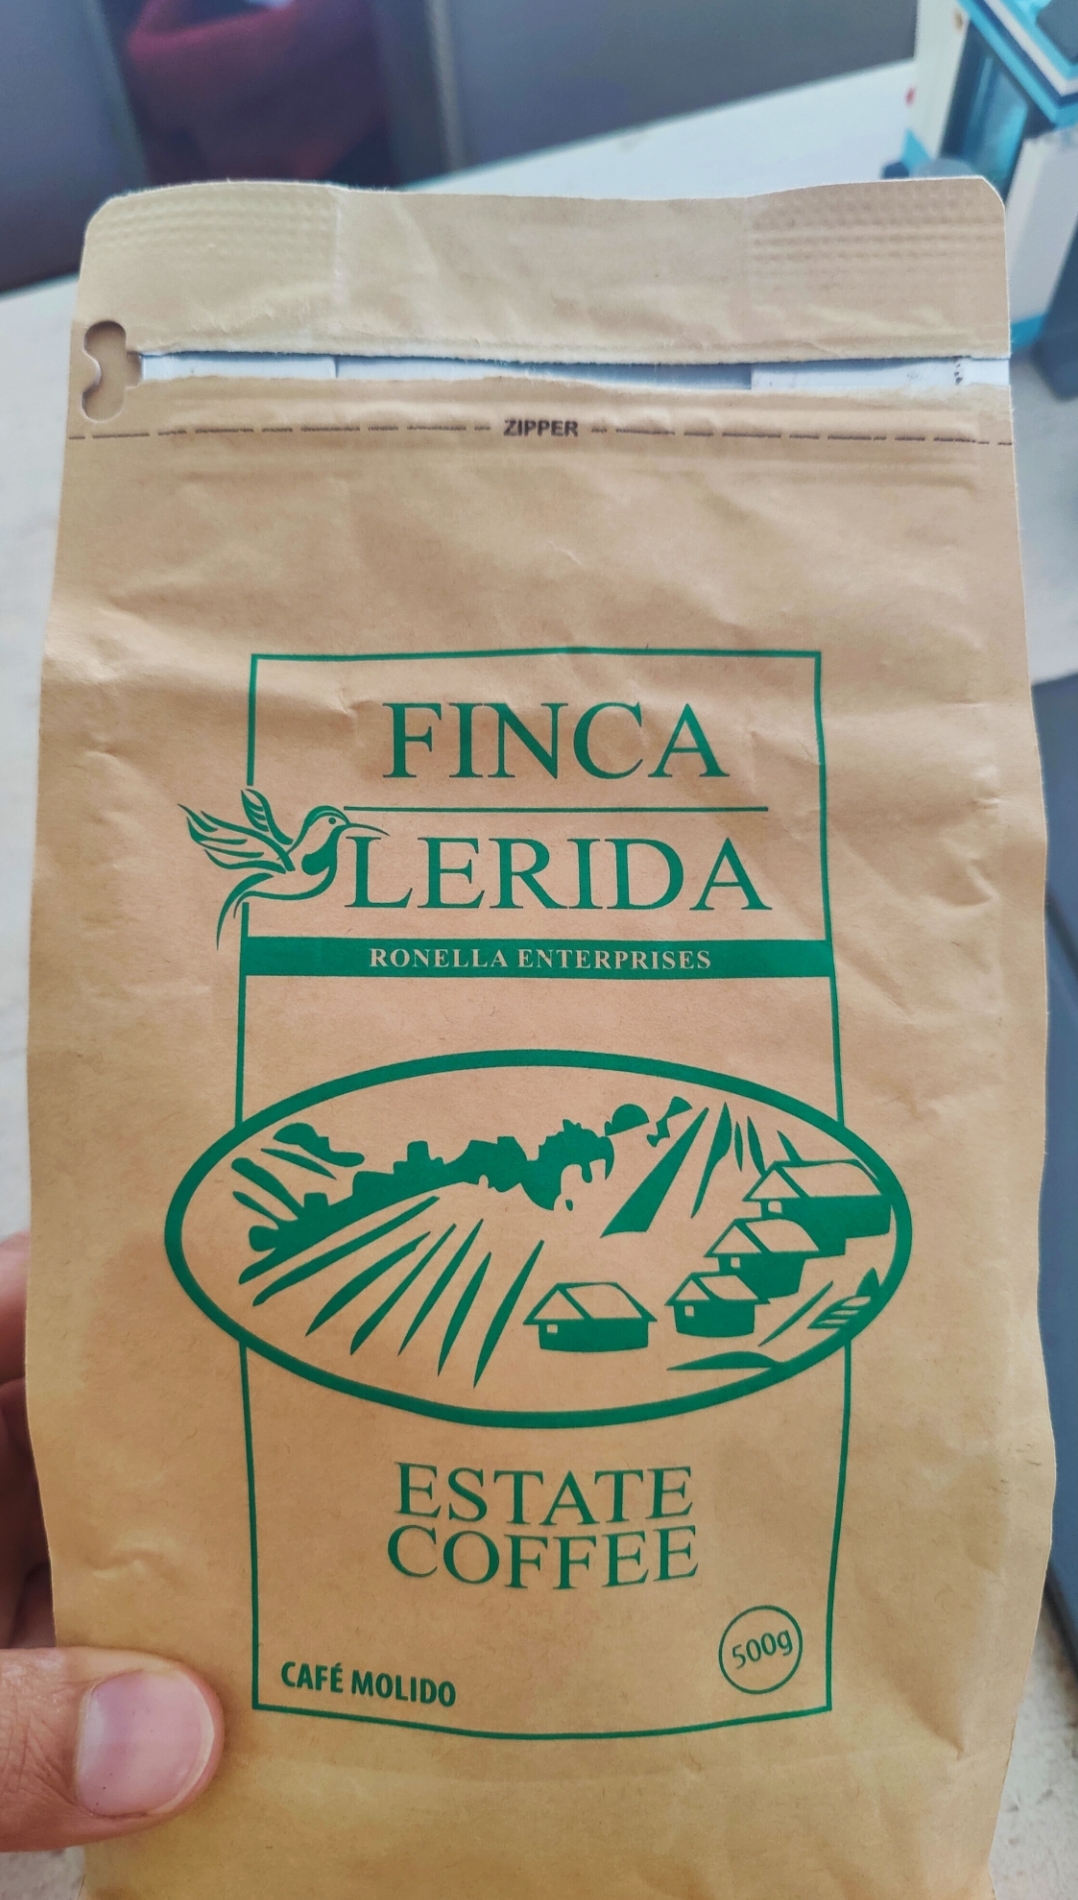 ZIPPER
FINCA
LERIDA
RONELLA ENTERPRISES
ESTATE
COFFEE
500g
CAFÉ MOLIDO